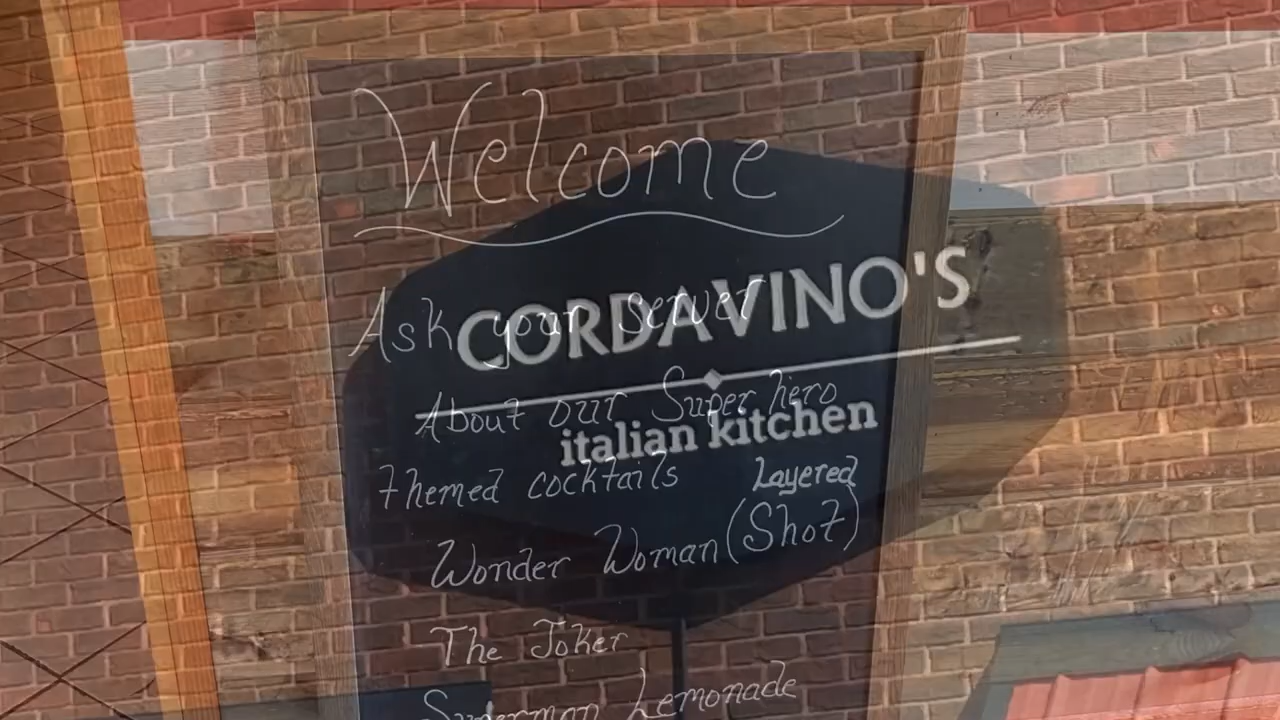 Welcome
CORDAVINO'S
Ask your server
About our Super hero
italian kitchen
themed cocktails Layered
Wonder Woman (Shot)
The Joker
Superman Lemonade